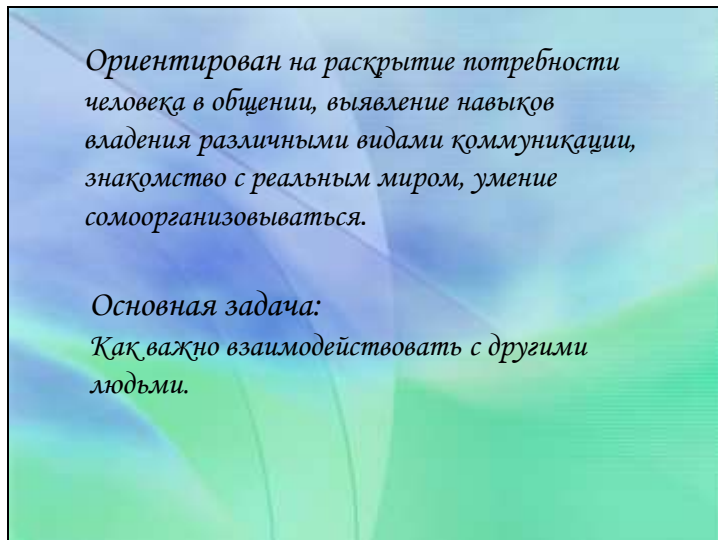 Ориентирован на раскрытие потребности
человека в общении, выявление навыков
владения различными видами коммуникации,
знакомство с реальным миром, умение
сомоорганизовываться.
Основная задача:
Как важно взаимодействовать с другими
людьми.